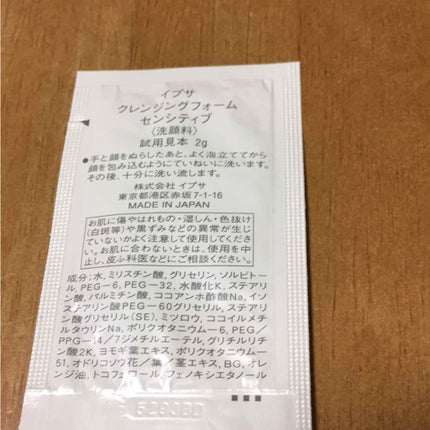 イプサ
クレンジングフォーム
センシティブ
〈洗顔料〉
試用見本 2g
●手と顔をぬらしたあと、よく泡立ててから
顔を包み込むようにていねいに洗います。
その後、十分に洗い流します。
株式会社 イプサ
東京都港区赤坂7-1-16
MADE IN JAPAN
お肌に傷やはれもの・湿しん・色抜け
(白斑等)や黒ずみなどの異常が生じ
ていないかよく注意して使用してくださ
い。お肌に合わないときは、使用を中
止し、皮ふ科医などにご相談ください。
成分:水,ミリスチン酸,グリセリン,ソルビトー
ル,PEG-6,PEG-32,水酸化K,ステアリ
ン酸,パルミチン酸,ココアンホ酢酸Na,イソ
ステアリン酸PEG-60グリセリル,ステアリ
ン酸グリセリル(SE),ミツロウ,ココイルメチ
ルタウリンNa,ポリクオタニウム-6,PEG/
PPG-14/7ジメチルエーテル,グリチルリチ
ン酸2K,ヨモギ葉エキス,ポリクオタニウム-
51,オドリコソウ花/葉/茎エキス,BG,オレ
ンジ油,トコフェロール,フェノキシエタノール